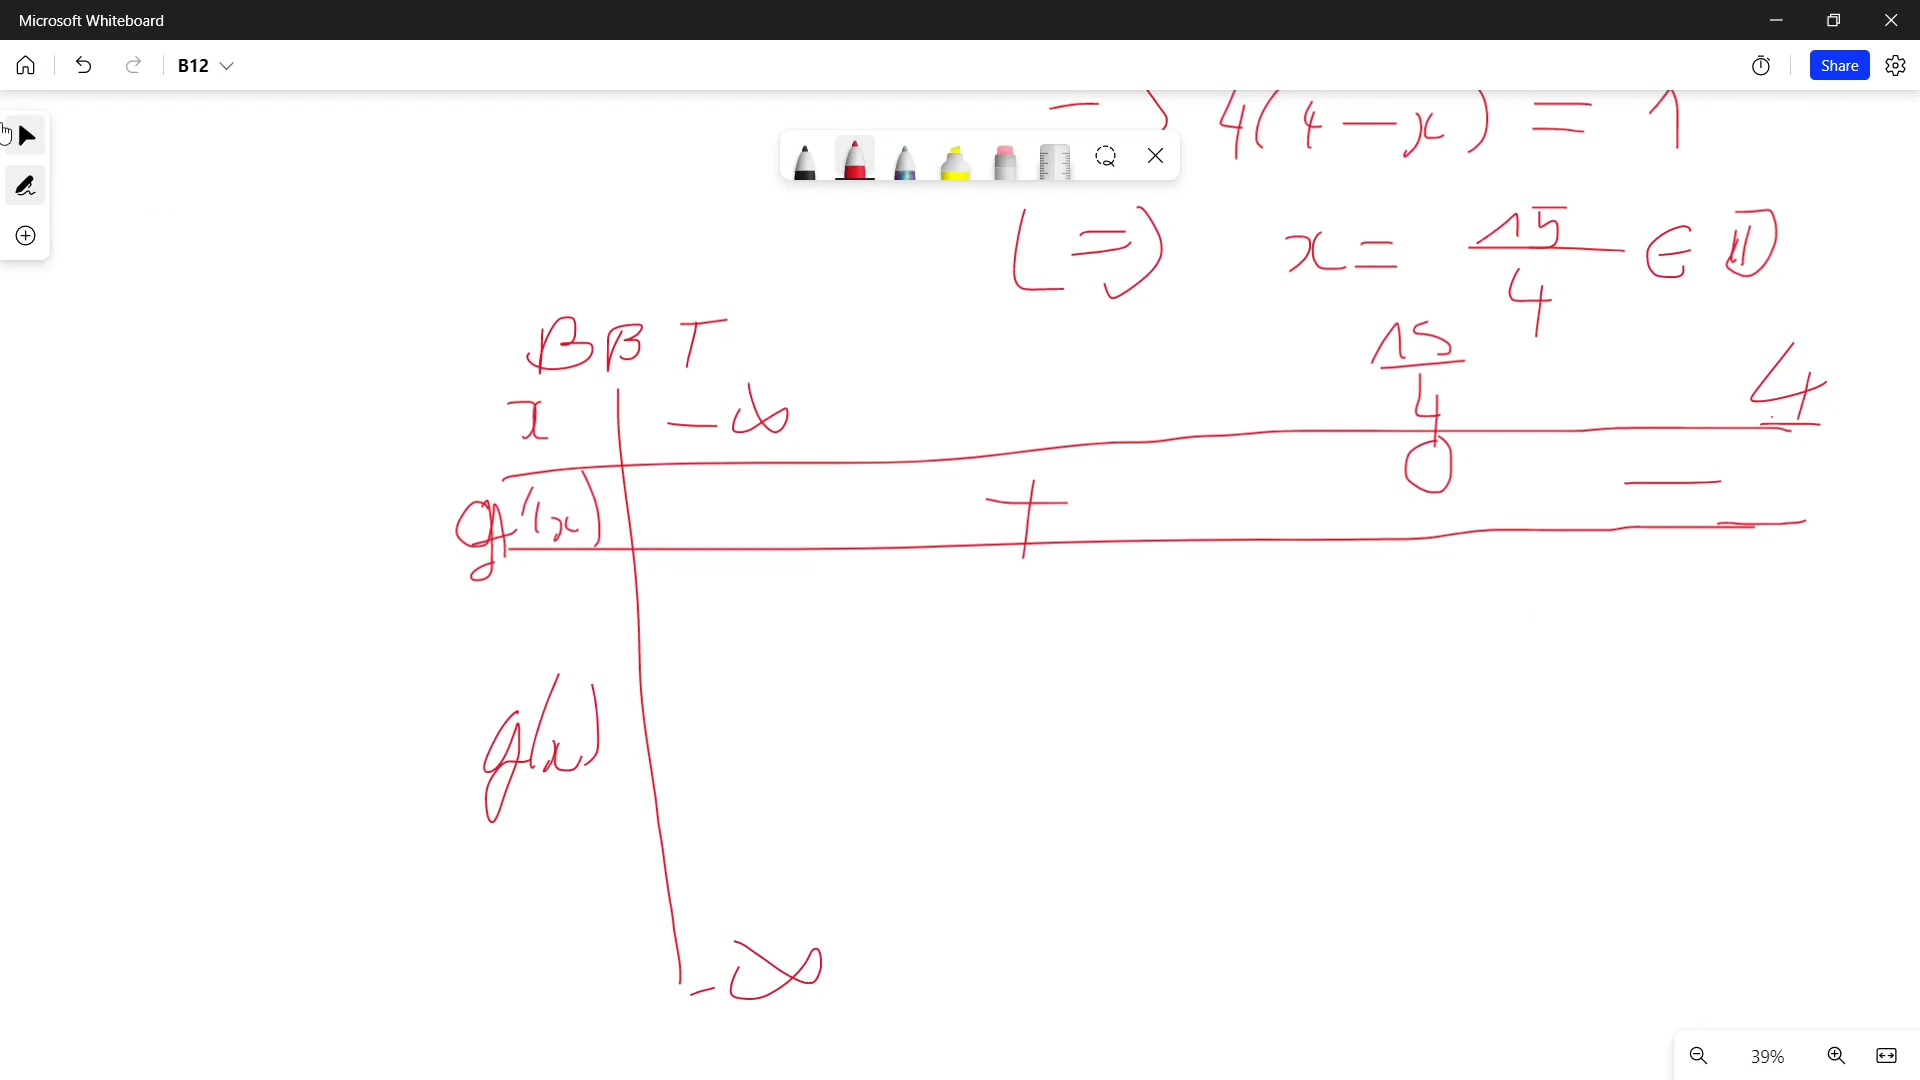 Microsoft Whiteboard
B12
Share
=> 4(4-x) = 1
(=> x = 15/4 ∈ D
BBT
x -∞ 15/4 4
g'(x) + 0 -
g(x)
-∞
39%